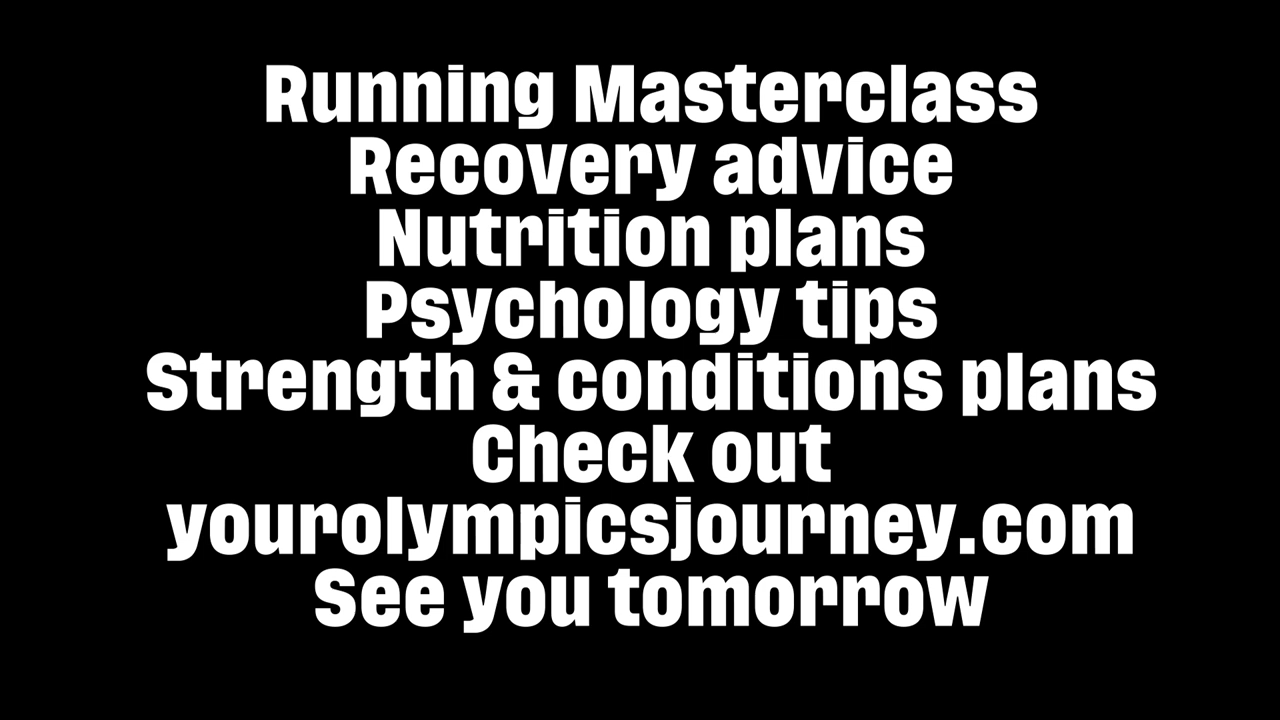 Running Masterclass
Recovery advice
Nutrition plans
Psychology tips
Strength & conditions plans
Check out
yourolympicsjourney.com
See you tomorrow